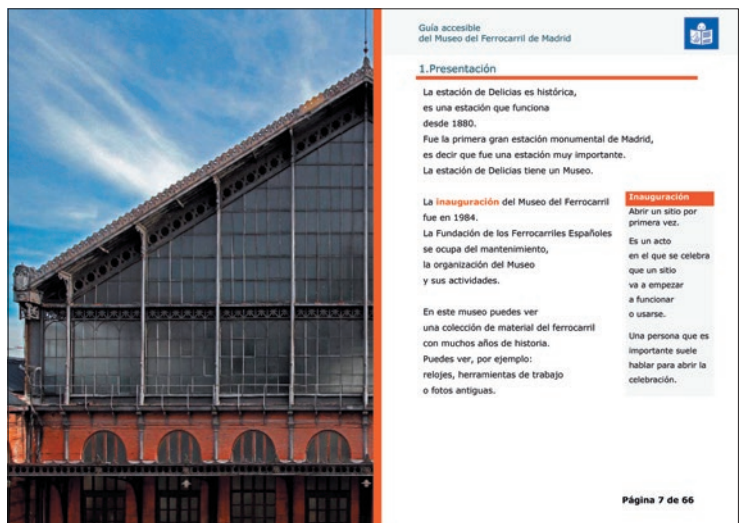 Guía accesible
del Museo del Ferrocarril de Madrid
1.Presentación
La estación de Delicias es histórica,
es una estación que funciona
desde 1880.
Fue la primera gran estación monumental de Madrid,
es decir que fue una estación muy importante.
La estación de Delicias tiene un Museo.
La inauguración del Museo del Ferrocarril
fue en 1984.
La Fundación de los Ferrocarriles Españoles
se ocupa del mantenimiento,
la organización del Museo
y sus actividades.
En este museo puedes ver
una colección de material del ferrocarril
con muchos años de historia.
Puedes ver, por ejemplo:
relojes, herramientas de trabajo
o fotos antiguas.
Inauguración
Abrir un sitio por
primera vez.
Es un acto
en el que se celebra
que un sitio
va a empezar
a funcionar
o usarse.
Una persona que es
importante suele
hablar para abrir la
celebración.
Página 7 de 66